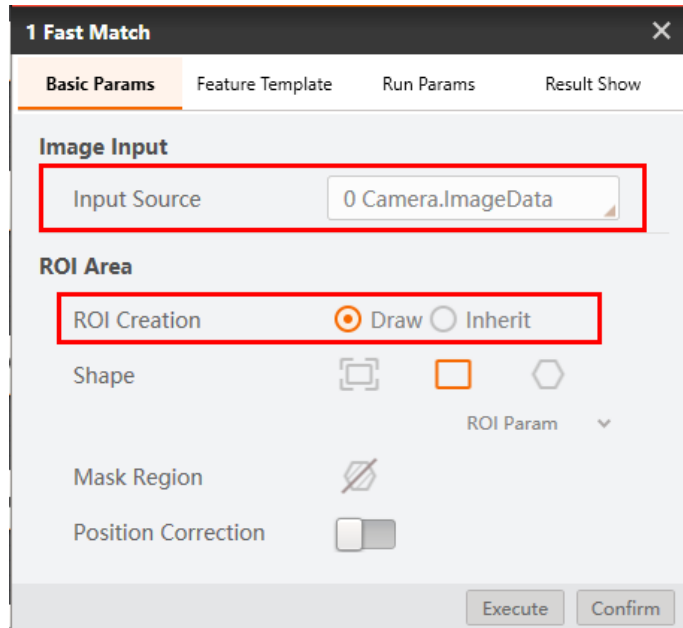 1 Fast Match
Basic Params Feature Template Run Params Result Show
Image Input
Input Source 0 Camera.ImageData
ROI Area
ROI Creation Draw Inherit
Shape
ROI Param
Mask Region
Position Correction
Execute Confirm